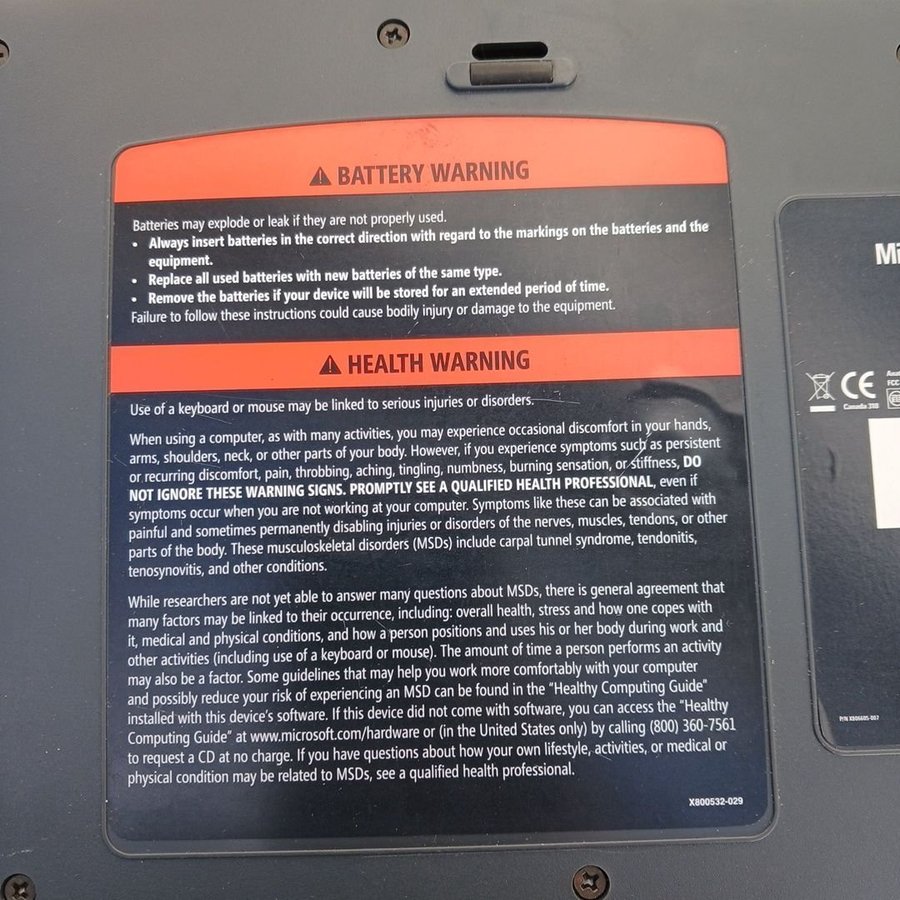 ⚠ BATTERY WARNING
Batteries may explode or leak if they are not properly used.
• Always insert batteries in the correct direction with regard to the markings on the batteries and the
equipment.
• Replace all used batteries with new batteries of the same type.
• Remove the batteries if your device will be stored for an extended period of time.
Failure to follow these instructions could cause bodily injury or damage to the equipment.
⚠ HEALTH WARNING
Use of a keyboard or mouse may be linked to serious injuries or disorders.
When using a computer, as with many activities, you may experience occasional discomfort in your hands,
arms, shoulders, neck, or other parts of your body. However, if you experience symptoms such as persistent
or recurring discomfort, pain, throbbing, aching, tingling, numbness, burning sensation, or stiffness, DO
NOT IGNORE THESE WARNING SIGNS. PROMPTLY SEE A QUALIFIED HEALTH PROFESSIONAL, even if
symptoms occur when you are not working at your computer. Symptoms like these can be associated with
painful and sometimes permanently disabling injuries or disorders of the nerves, muscles, tendons, or other
parts of the body. These musculoskeletal disorders (MSDs) include carpal tunnel syndrome, tendonitis,
tenosynovitis, and other conditions.
While researchers are not yet able to answer many questions about MSDs, there is general agreement that
many factors may be linked to their occurrence, including: overall health, stress and how one copes with
it, medical and physical conditions, and how a person positions and uses his or her body during work and
other activities (including use of a keyboard or mouse). The amount of time a person performs an activity
may also be a factor. Some guidelines that may help you work more comfortably with your computer
and possibly reduce your risk of experiencing an MSD can be found in the "Healthy Computing Guide"
installed with this device's software. If this device did not come with software, you can access the "Healthy
Computing Guide" at www.microsoft.com/hardware or (in the United States only) by calling (800) 360-7561
to request a CD at no charge. If you have questions about how your own lifestyle, activities, or medical or
physical condition may be related to MSDs, see a qualified health professional.
X800532-029
Mi
CE
FCC
Canada 310
P/N X806605-002